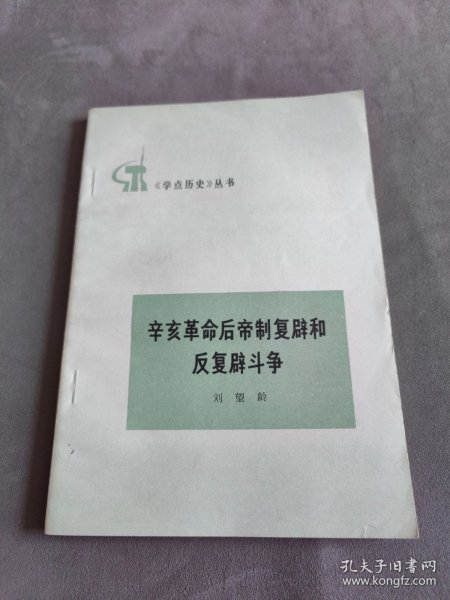 《学点历史》丛书
辛亥革命后帝制复辟和
反复辟斗争
刘望龄
孔夫子旧书网
www.kongfz.com